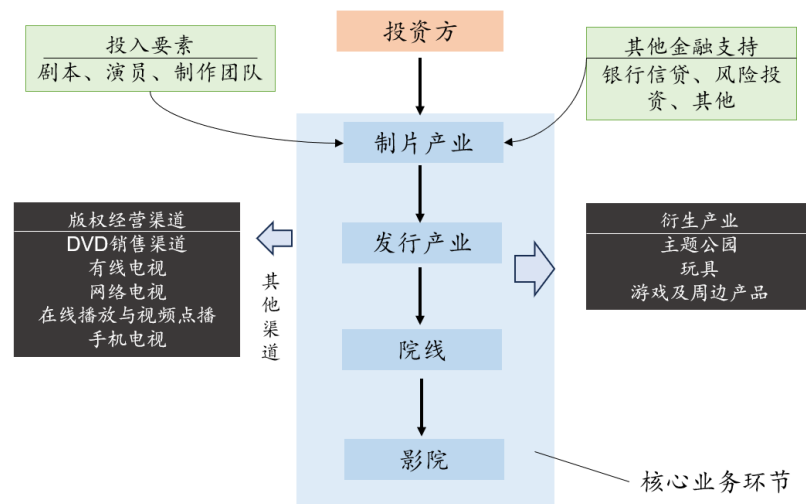 投资方
投入要素
剧本、演员、制作团队
其他金融支持
银行信贷、风险投
资、其他
制片产业
版权经营渠道
DVD销售渠道
有线电视
网络电视
在线播放与视频点播
手机电视
其他渠道
发行产业
衍生产业
主题公园
玩具
游戏及周边产品
院线
影院
核心业务环节